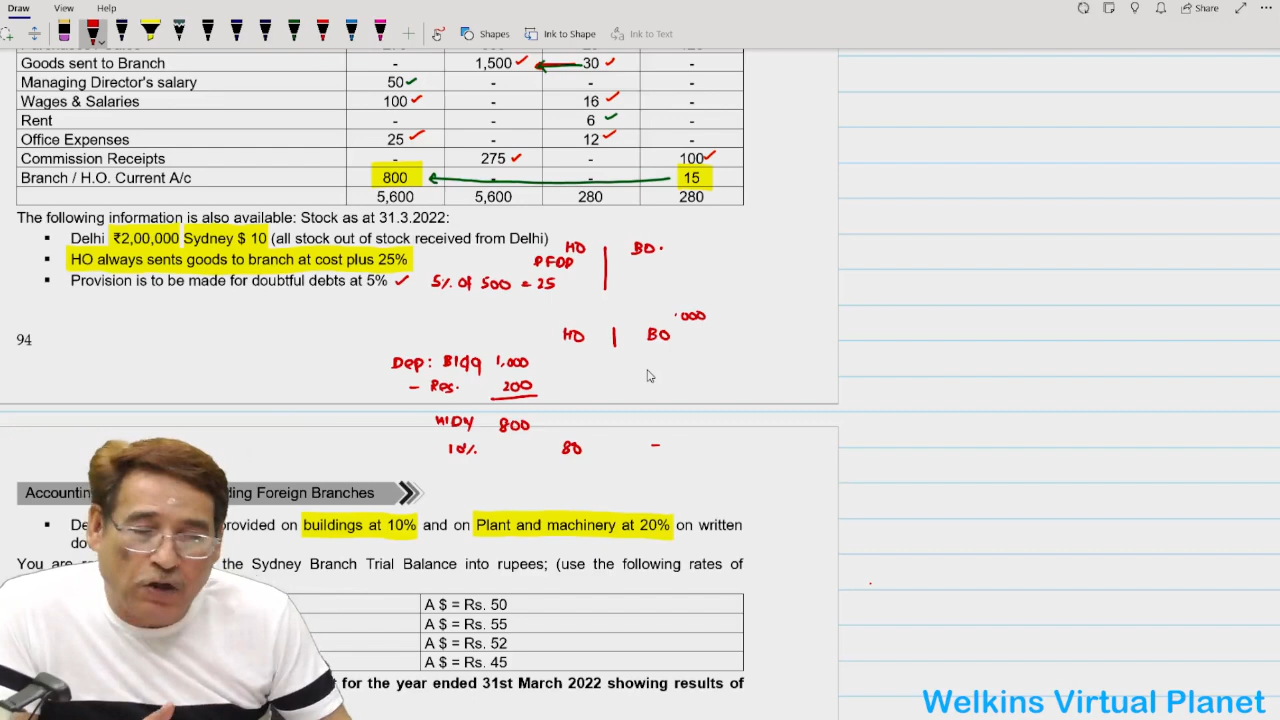 Draw View Help
Share
Shapes Ink to Shape Ink to Text
Goods sent to Branch - 1,500 30 -
Managing Director's salary 50 - - -
Wages & Salaries 100 - 16 -
Rent - - 6 -
Office Expenses 25 - 12 -
Commission Receipts - 275 - 100
Branch / H.O. Current A/c 800 - - 15
5,600 5,600 280 280
The following information is also available: Stock as at 31.3.2022:
▪ Delhi ₹2,00,000 Sydney $ 10 (all stock out of stock received from Delhi)
HO BO.
▪ HO always sents goods to branch at cost plus 25%
PFDD
▪ Provision is to be made for doubtful debts at 5% 5% of 500 = 25
'000
94
HO BO
Dep: Bldg 1,000
- Res. 200
WDV 800
10% 80 -
Accounting Foreign Branches
▪ provided on buildings at 10% and on Plant and machinery at 20% on written
You are the Sydney Branch Trial Balance into rupees; (use the following rates of
A $ = Rs. 50
A $ = Rs. 55
A $ = Rs. 52
A $ = Rs. 45
for the year ended 31st March 2022 showing results of
Welkins Virtual Planet